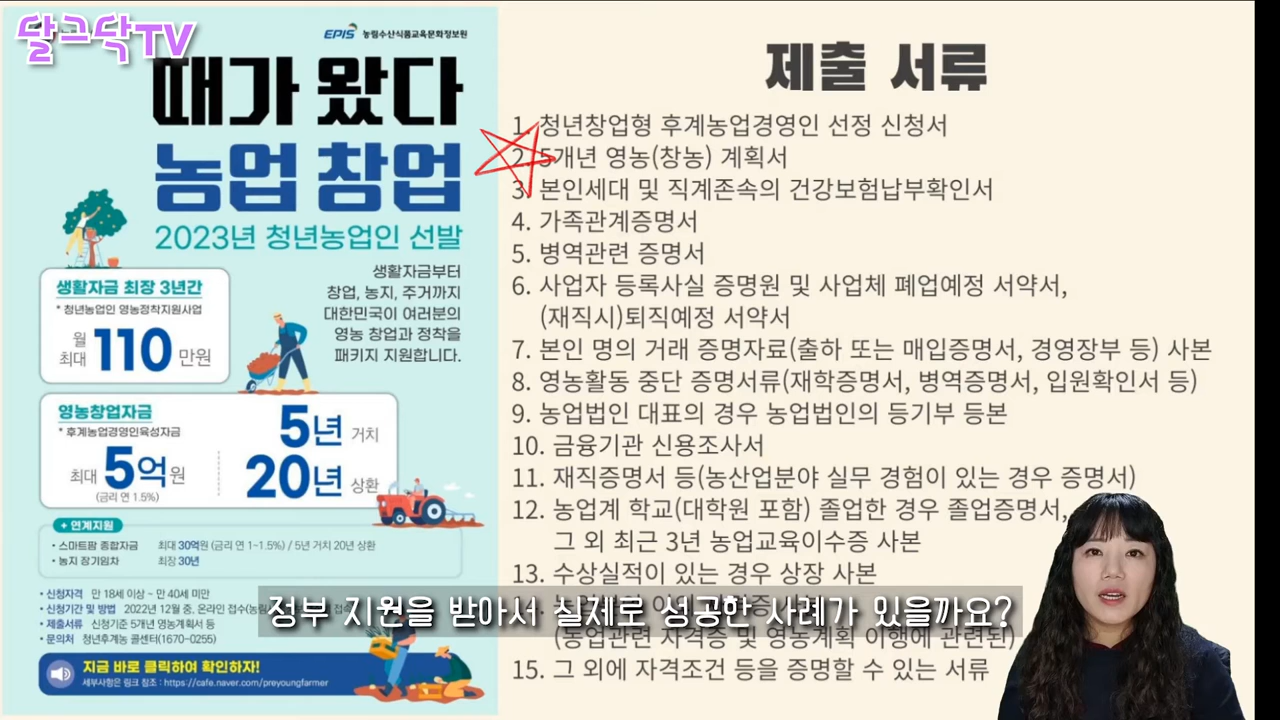 달그닥TV
EPIS 농림수산식품교육문화정보원
때가 왔다
농업 창업
2023년 청년농업인 선발
생활자금부터
창업, 농지, 주거까지
대한민국이 여러분의
영농 창업과 정착을
패키지 지원합니다.
생활자금 최장 3년간
* 청년농업인 영농정착지원사업
월 최대 110 만원
영농창업자금
* 후계농업경영인육성자금
최대 5억원
(금리 연 1.5%)
5년 거치
20년 상환
+ 연계지원
• 스마트팜 종합자금 최대 30억원 (금리 연 1~1.5%) / 5년 거치 20년 상환
• 농지 장기임차 최장 30년
• 신청자격 만 18세 이상 ~ 만 40세 미만
• 신청기간 및 방법 2022년 12월 중, 온라인 접수
• 제출서류 신청기준 5개년 영농계획서 등
• 문의처 청년후계농 콜센터(1670-0255)
지금 바로 클릭하여 확인하자!
세부사항은 링크 참조 : https://cafe.naver.com/preyoungfarmer
제출 서류
1. 청년창업형 후계농업경영인 선정 신청서
2. 5개년 영농(창농) 계획서
3. 본인세대 및 직계존속의 건강보험납부확인서
4. 가족관계증명서
5. 병역관련 증명서
6. 사업자 등록사실 증명원 및 사업체 폐업예정 서약서,
(재직시)퇴직예정 서약서
7. 본인 명의 거래 증명자료(출하 또는 매입증명서, 경영장부 등) 사본
8. 영농활동 중단 증명서류(재학증명서, 병역증명서, 입원확인서 등)
9. 농업법인 대표의 경우 농업법인의 등기부 등본
10. 금융기관 신용조사서
11. 재직증명서 등(농산업분야 실무 경험이 있는 경우 증명서)
12. 농업계 학교(대학원 포함) 졸업한 경우 졸업증명서,
그 외 최근 3년 농업교육이수증 사본
13. 수상실적이 있는 경우 상장 사본
14.
(농업관련 자격증 및 영농계획 이행에 관련된)
15. 그 외에 자격조건 등을 증명할 수 있는 서류
정부 지원을 받아서 실제로 성공한 사례가 있을까요?